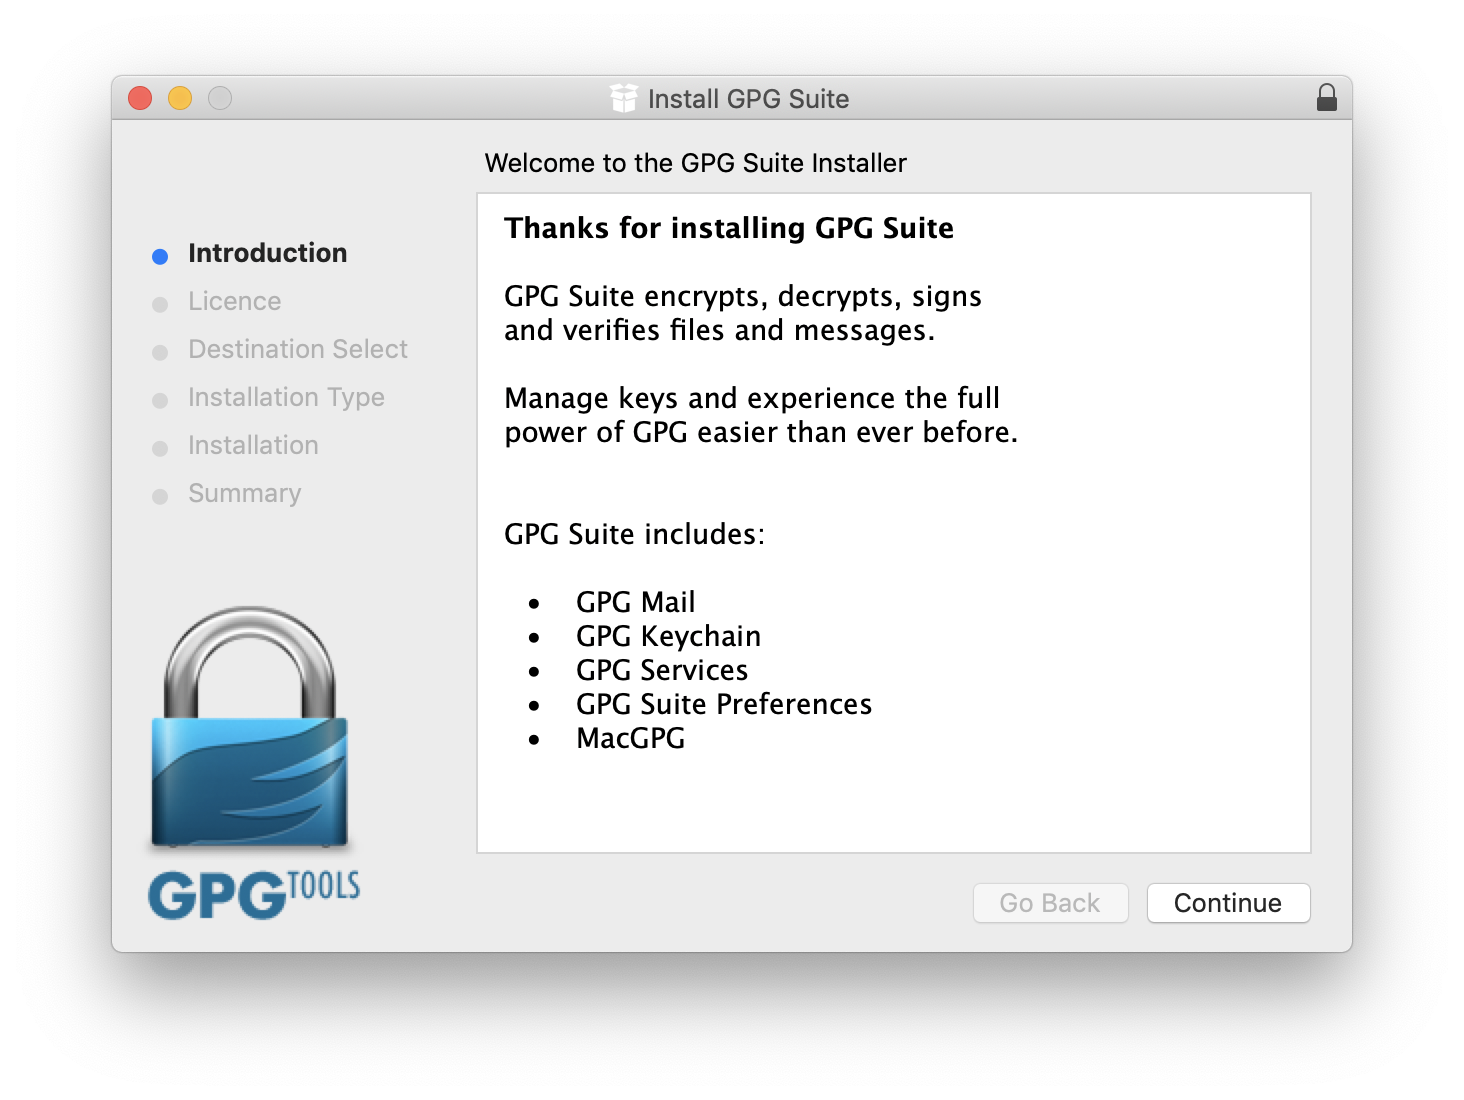 Install GPG Suite
Welcome to the GPG Suite Installer
Introduction
Licence
Destination Select
Installation Type
Installation
Summary
Thanks for installing GPG Suite
GPG Suite encrypts, decrypts, signs
and verifies files and messages.
Manage keys and experience the full
power of GPG easier than ever before.
GPG Suite includes:
• GPG Mail
• GPG Keychain
• GPG Services
• GPG Suite Preferences
• MacGPG
GPGTOOLS
Go Back
Continue